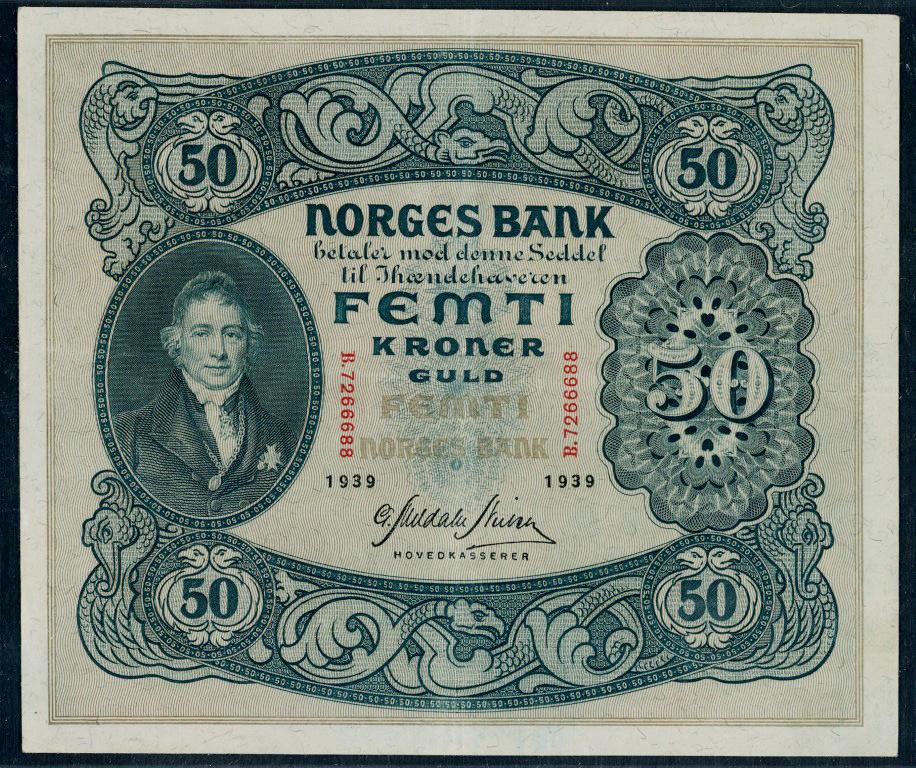 50
50
NORGES BANK
betaler mod denne Seddel
til Ihændehaveren
FEMTI
KRONER
GULD
FEMTI
NORGES BANK
B.7266688
B.7266688
50
1939
1939
HOVEDKASSERER
50
50